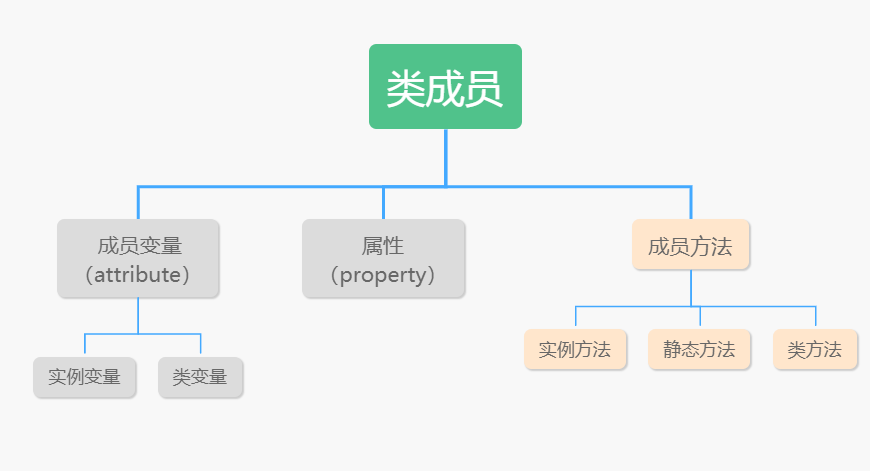 类成员
成员变量
（attribute）
属性
（property）
成员方法
实例方法
静态方法
类方法
实例变量
类变量